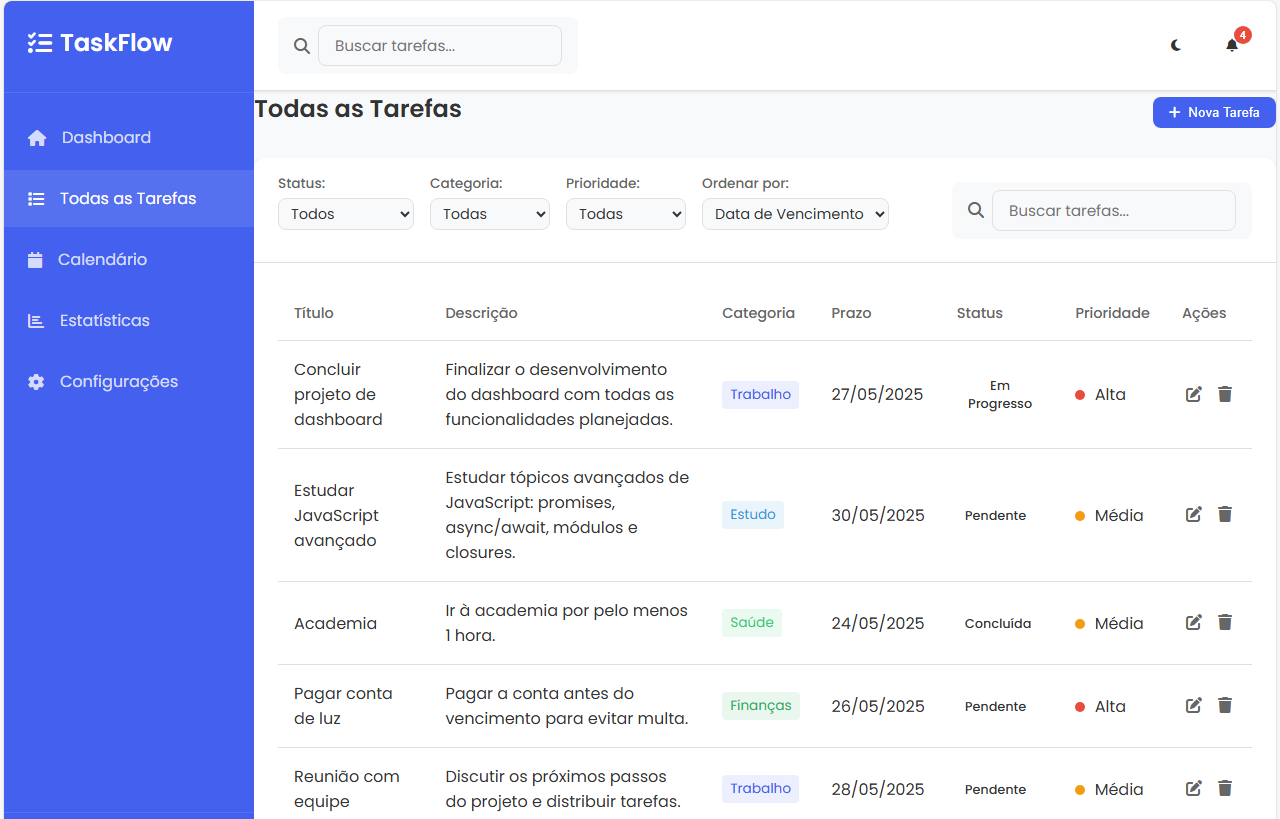 TaskFlow
Buscar tarefas...
4
Dashboard
Todas as Tarefas
Calendário
Estatísticas
Configurações
Todas as Tarefas
Nova Tarefa
Status:
Categoria:
Prioridade:
Ordenar por:
Todos
Todas
Todas
Data de Vencimento
Buscar tarefas...
Título Descrição Categoria Prazo Status Prioridade Ações
Concluir
projeto de
dashboard
Finalizar o desenvolvimento
do dashboard com todas as
funcionalidades planejadas.
Trabalho
27/05/2025
Em
Progresso
Alta
Estudar
JavaScript
avançado
Estudar tópicos avançados de
JavaScript: promises,
async/await, módulos e
closures.
Estudo
30/05/2025
Pendente
Média
Academia
Ir à academia por pelo menos
1 hora.
Saúde
24/05/2025
Concluída
Média
Pagar conta
de luz
Pagar a conta antes do
vencimento para evitar multa.
Finanças
26/05/2025
Pendente
Alta
Reunião com
equipe
Discutir os próximos passos
do projeto e distribuir tarefas.
Trabalho
28/05/2025
Pendente
Média